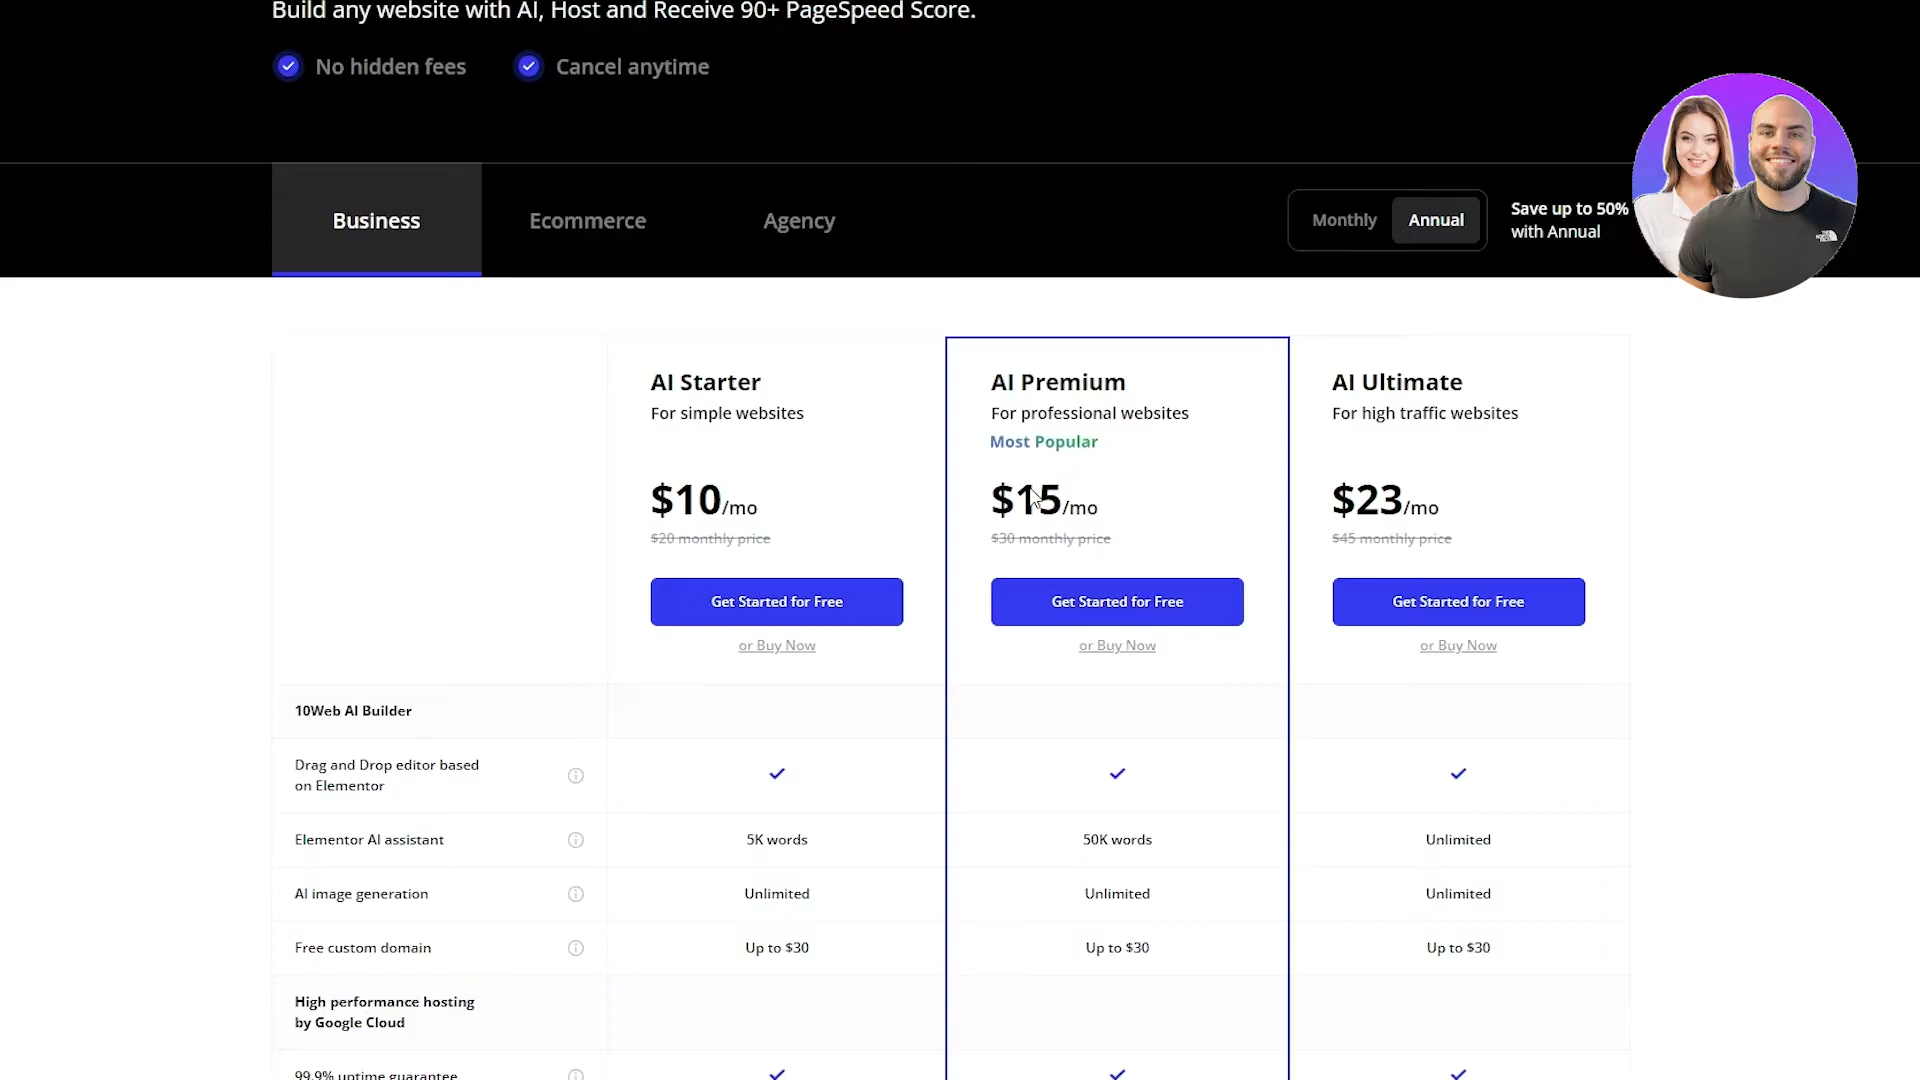 Build any website with AI, Host and Receive 90+ PageSpeed Score.
No hidden fees
Cancel anytime
Business
Ecommerce
Agency
Monthly
Annual
Save up to 50%
with Annual
THE
NORTH
FACE
AI Starter
For simple websites
$10/mo
$20 monthly price
Get Started for Free
or Buy Now
AI Premium
For professional websites
Most Popular
$15/mo
$30 monthly price
Get Started for Free
or Buy Now
AI Ultimate
For high traffic websites
$23/mo
$45 monthly price
Get Started for Free
or Buy Now
10Web AI Builder
Drag and Drop editor based
on Elementor
Elementor AI assistant
5K words
50K words
Unlimited
AI image generation
Unlimited
Unlimited
Unlimited
Free custom domain
Up to $30
Up to $30
Up to $30
High performance hosting
by Google Cloud
99.9% uptime guarantee